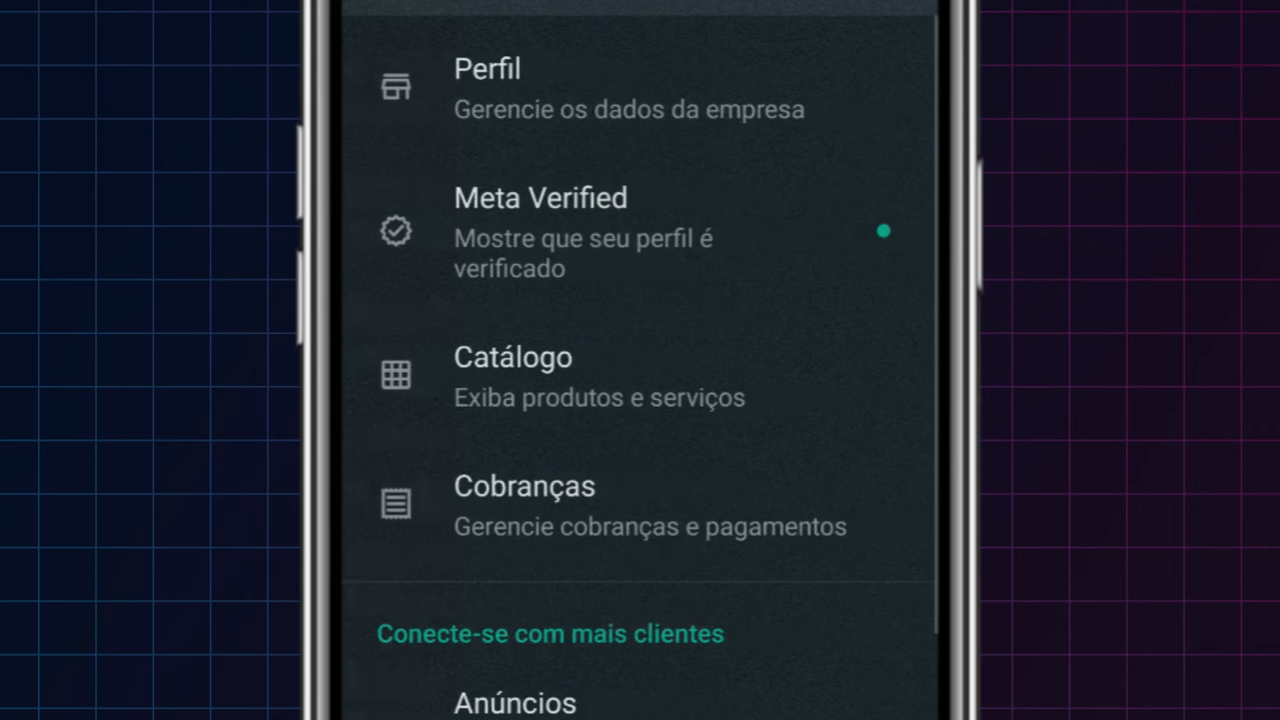 Perfil
Gerencie os dados da empresa
Meta Verified
Mostre que seu perfil é
verificado
Catálogo
Exiba produtos e serviços
Cobranças
Gerencie cobranças e pagamentos
Conecte-se com mais clientes
Anúncios